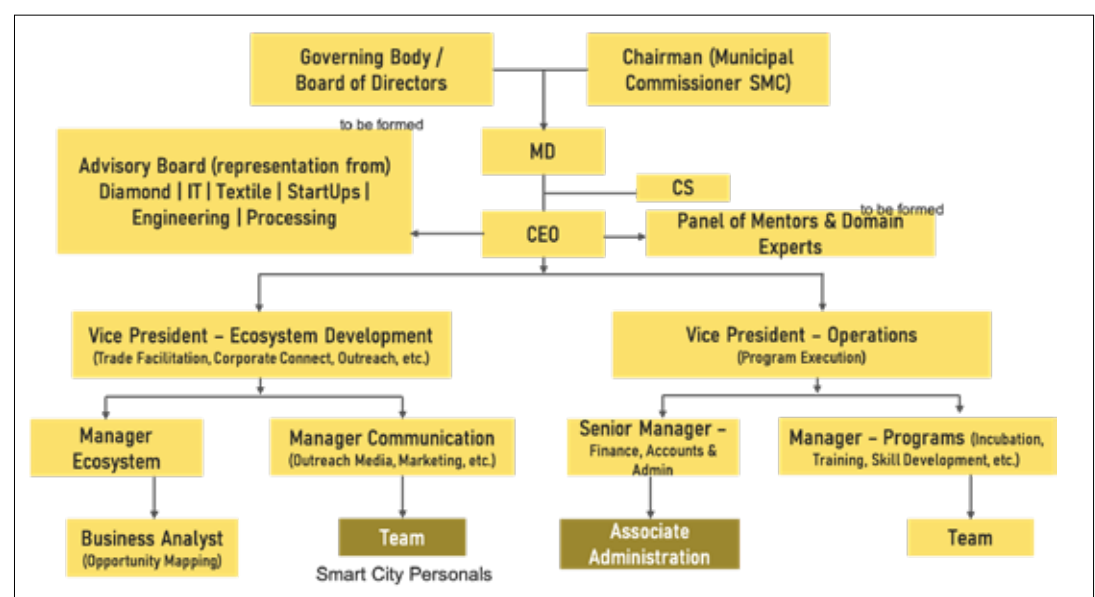 Governing Body /
Board of Directors
Chairman (Municipal
Commissioner SMC)
to be formed
MD
Advisory Board (representation from)
Diamond | IT | Textile | StartUps |
Engineering | Processing
CS
to be formed
CEO
Panel of Mentors & Domain
Experts
Vice President – Ecosystem Development
(Trade Facilitation, Corporate Connect, Outreach, etc.)
Vice President – Operations
(Program Execution)
Manager
Ecosystem
Manager Communication
(Outreach Media, Marketing, etc.)
Senior Manager –
Finance, Accounts &
Admin
Manager – Programs (Incubation,
Training, Skill Development, etc.)
Business Analyst
(Opportunity Mapping)
Team
Smart City Personals
Associate
Administration
Team